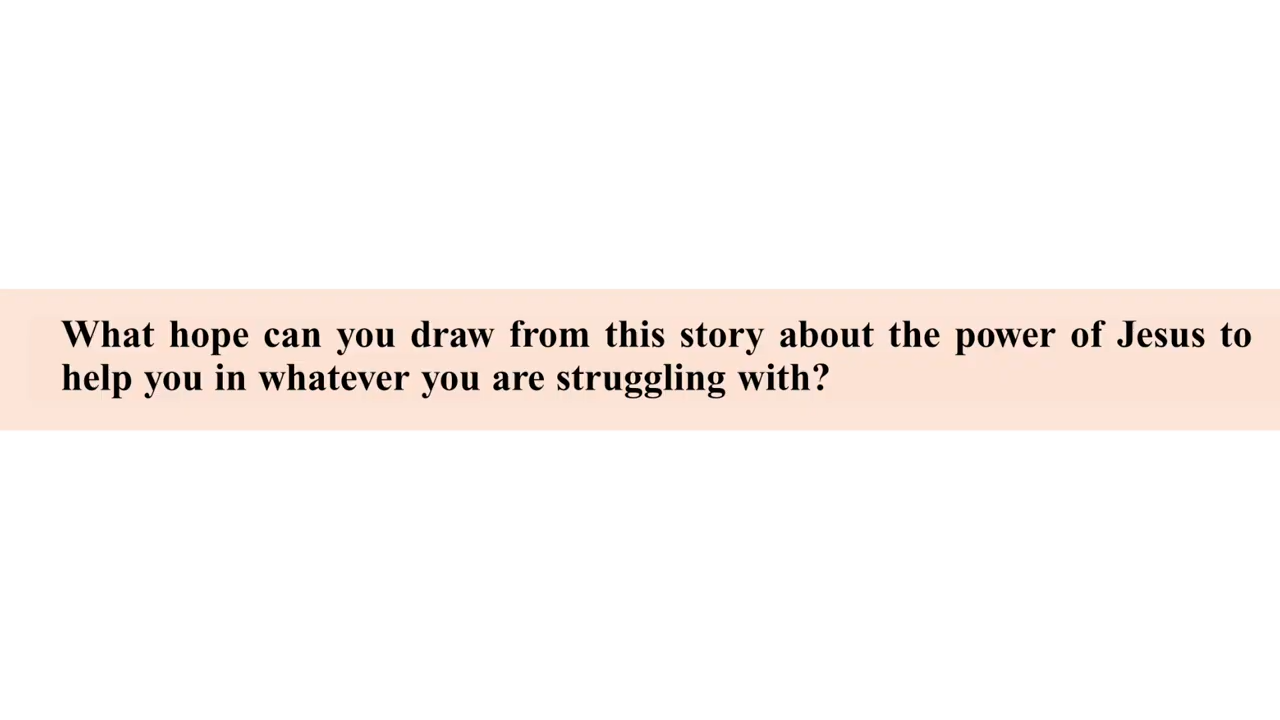 What hope can you draw from this story about the power of Jesus to
help you in whatever you are struggling with?